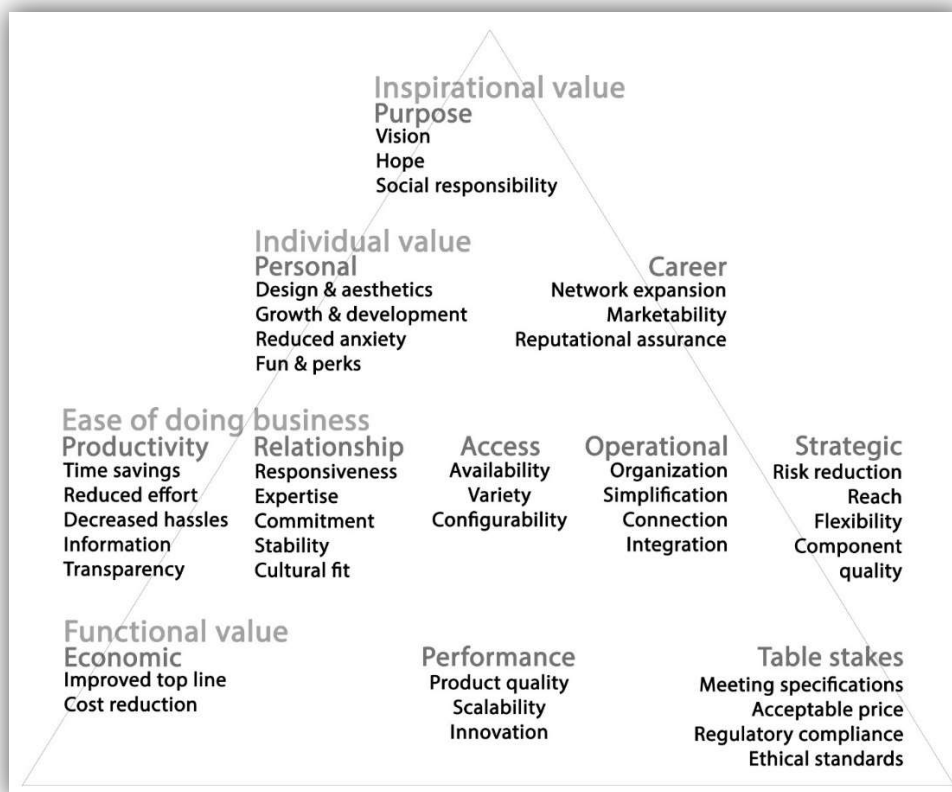 Inspirational value
Purpose
Vision
Hope
Social responsibility
Individual value
Personal
Design & aesthetics
Growth & development
Reduced anxiety
Fun & perks
Career
Network expansion
Marketability
Reputational assurance
Ease of doing business
Productivity
Time savings
Reduced effort
Decreased hassles
Information
Transparency
Relationship
Responsiveness
Expertise
Commitment
Stability
Cultural fit
Access
Availability
Variety
Configurability
Operational
Organization
Simplification
Connection
Integration
Strategic
Risk reduction
Reach
Flexibility
Component
quality
Functional value
Economic
Improved top line
Cost reduction
Performance
Product quality
Scalability
Innovation
Table stakes
Meeting specifications
Acceptable price
Regulatory compliance
Ethical standards